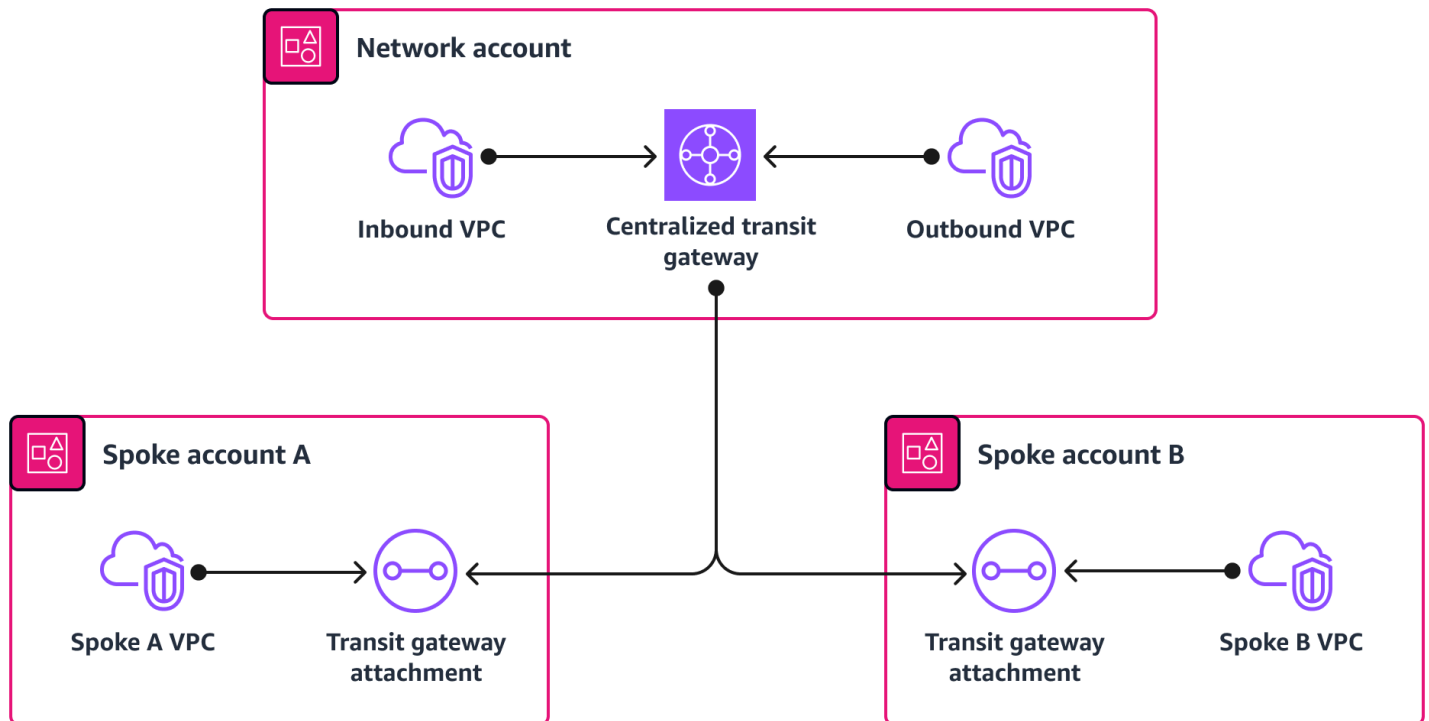 Network account
Inbound VPC
Centralized transit
gateway
Outbound VPC
Spoke account A
Spoke A VPC
Transit gateway
attachment
Spoke account B
Transit gateway
attachment
Spoke B VPC